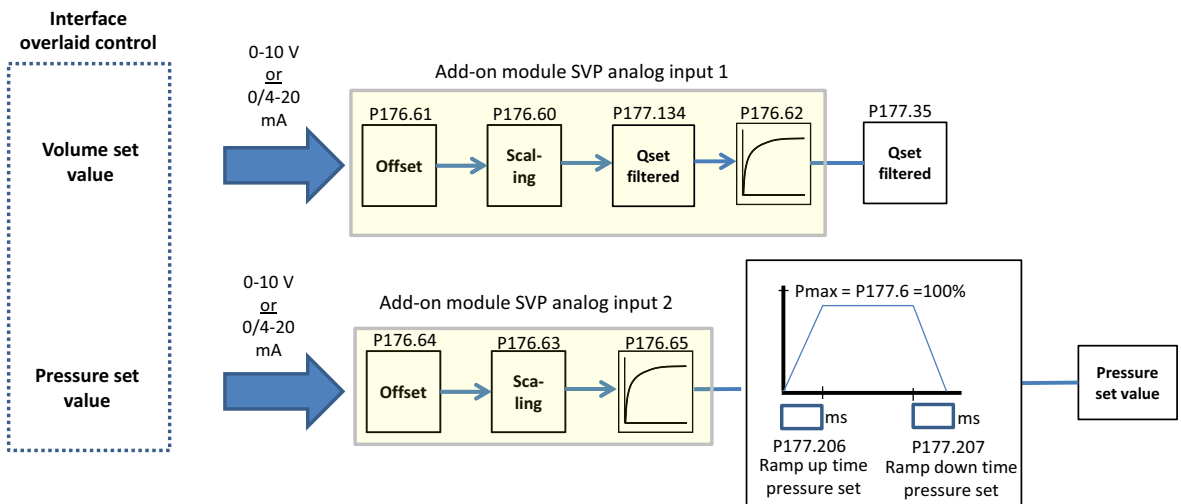 Interface
overlaid control
Volume set
value
Pressure set
value
0-10 V
or
0/4-20
mA
Add-on module SVP analog input 1
P176.61
Offset
P176.60
Scal-
ing
P177.134
Qset
filtered
P176.62
P177.35
Qset
filtered
0-10 V
or
0/4-20
mA
Add-on module SVP analog input 2
P176.64
Offset
P176.63
Sca-
ling
P176.65
Pmax = P177.6 =100%
ms
P177.206
Ramp up time
pressure set
ms
P177.207
Ramp down time
pressure set
Pressure
set value